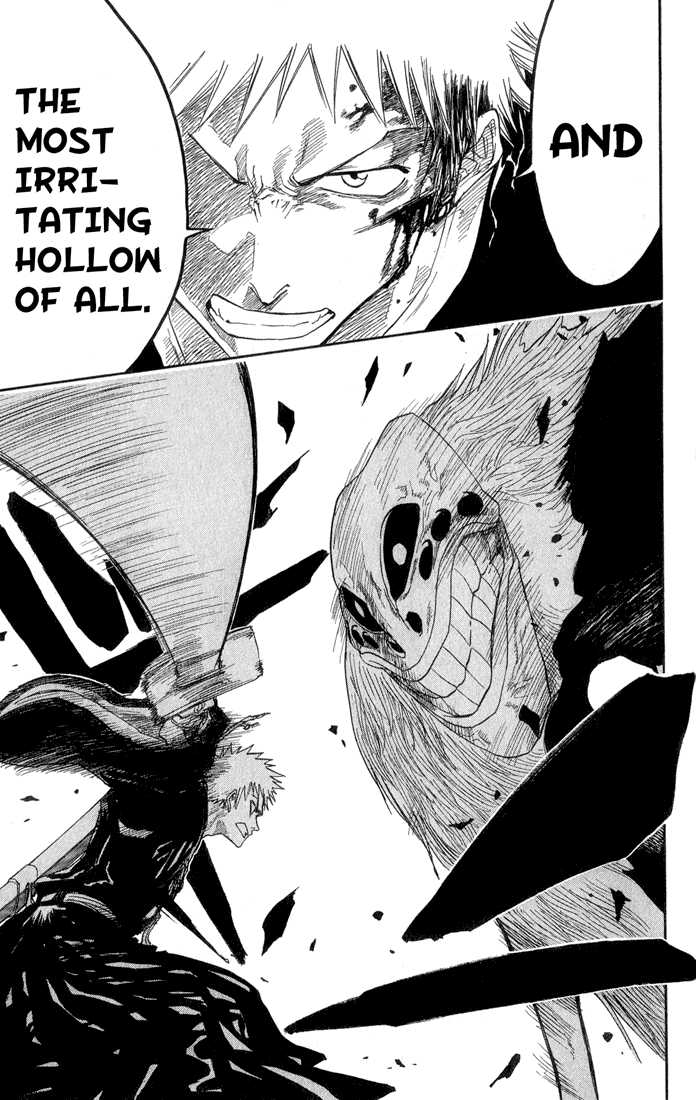 AND
THE
MOST
IRRI-
TATING
HOLLOW
OF ALL.